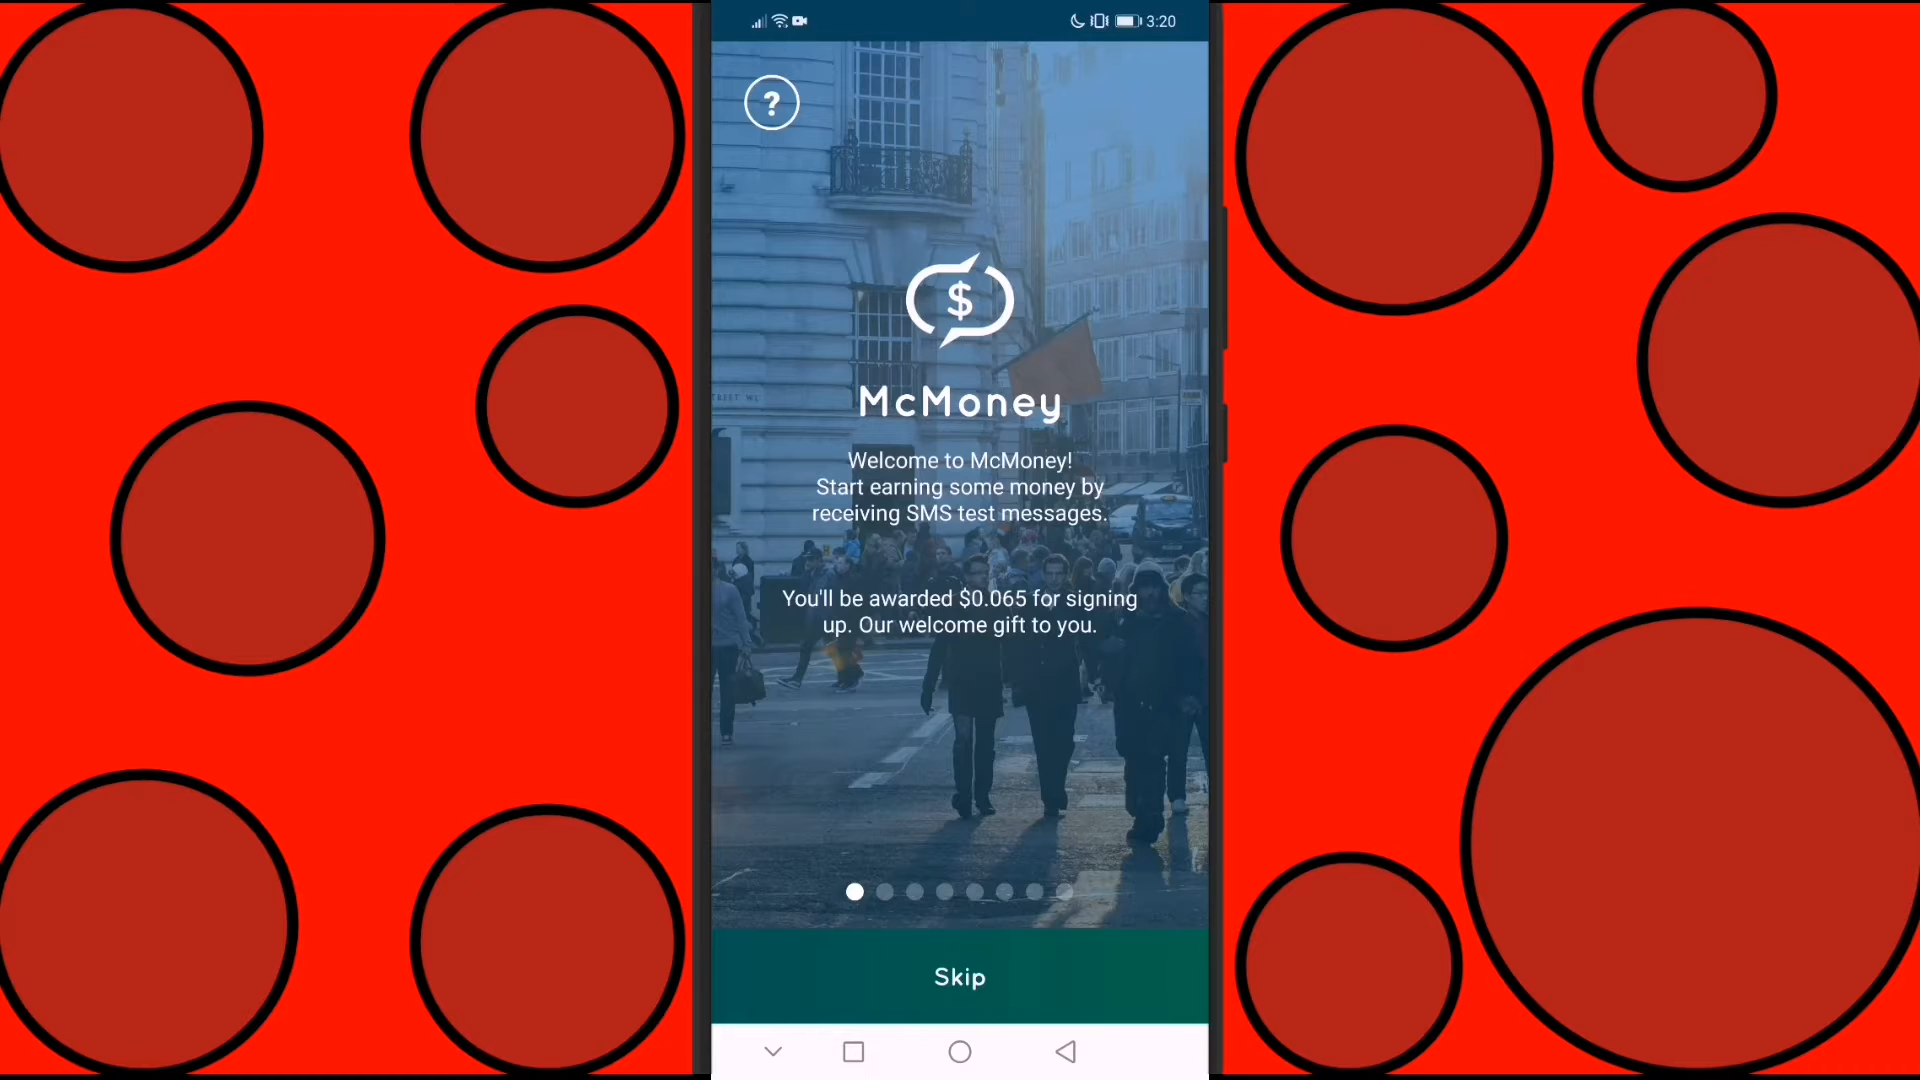 3:20
?
$
McMoney
Welcome to McMoney!
Start earning some money by
receiving SMS test messages.
You'll be awarded $0.065 for signing
up. Our welcome gift to you.
Skip